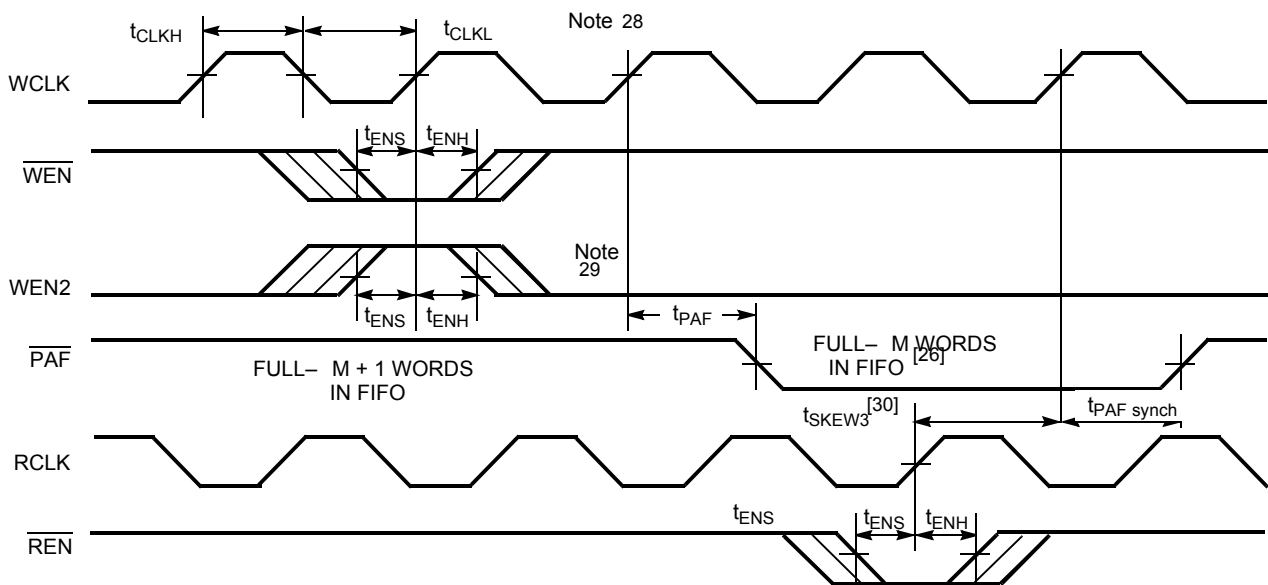 tCLKH
tCLKL
Note 28
WCLK
tENS
tENH
WEN
Note
29
WEN2
tENS
tENH
tPAF
PAF
FULL– M + 1 WORDS
IN FIFO
FULL– M WORDS
IN FIFO [26]
tSKEW3 [30]
tPAF synch
RCLK
tENS
tENS
tENH
REN